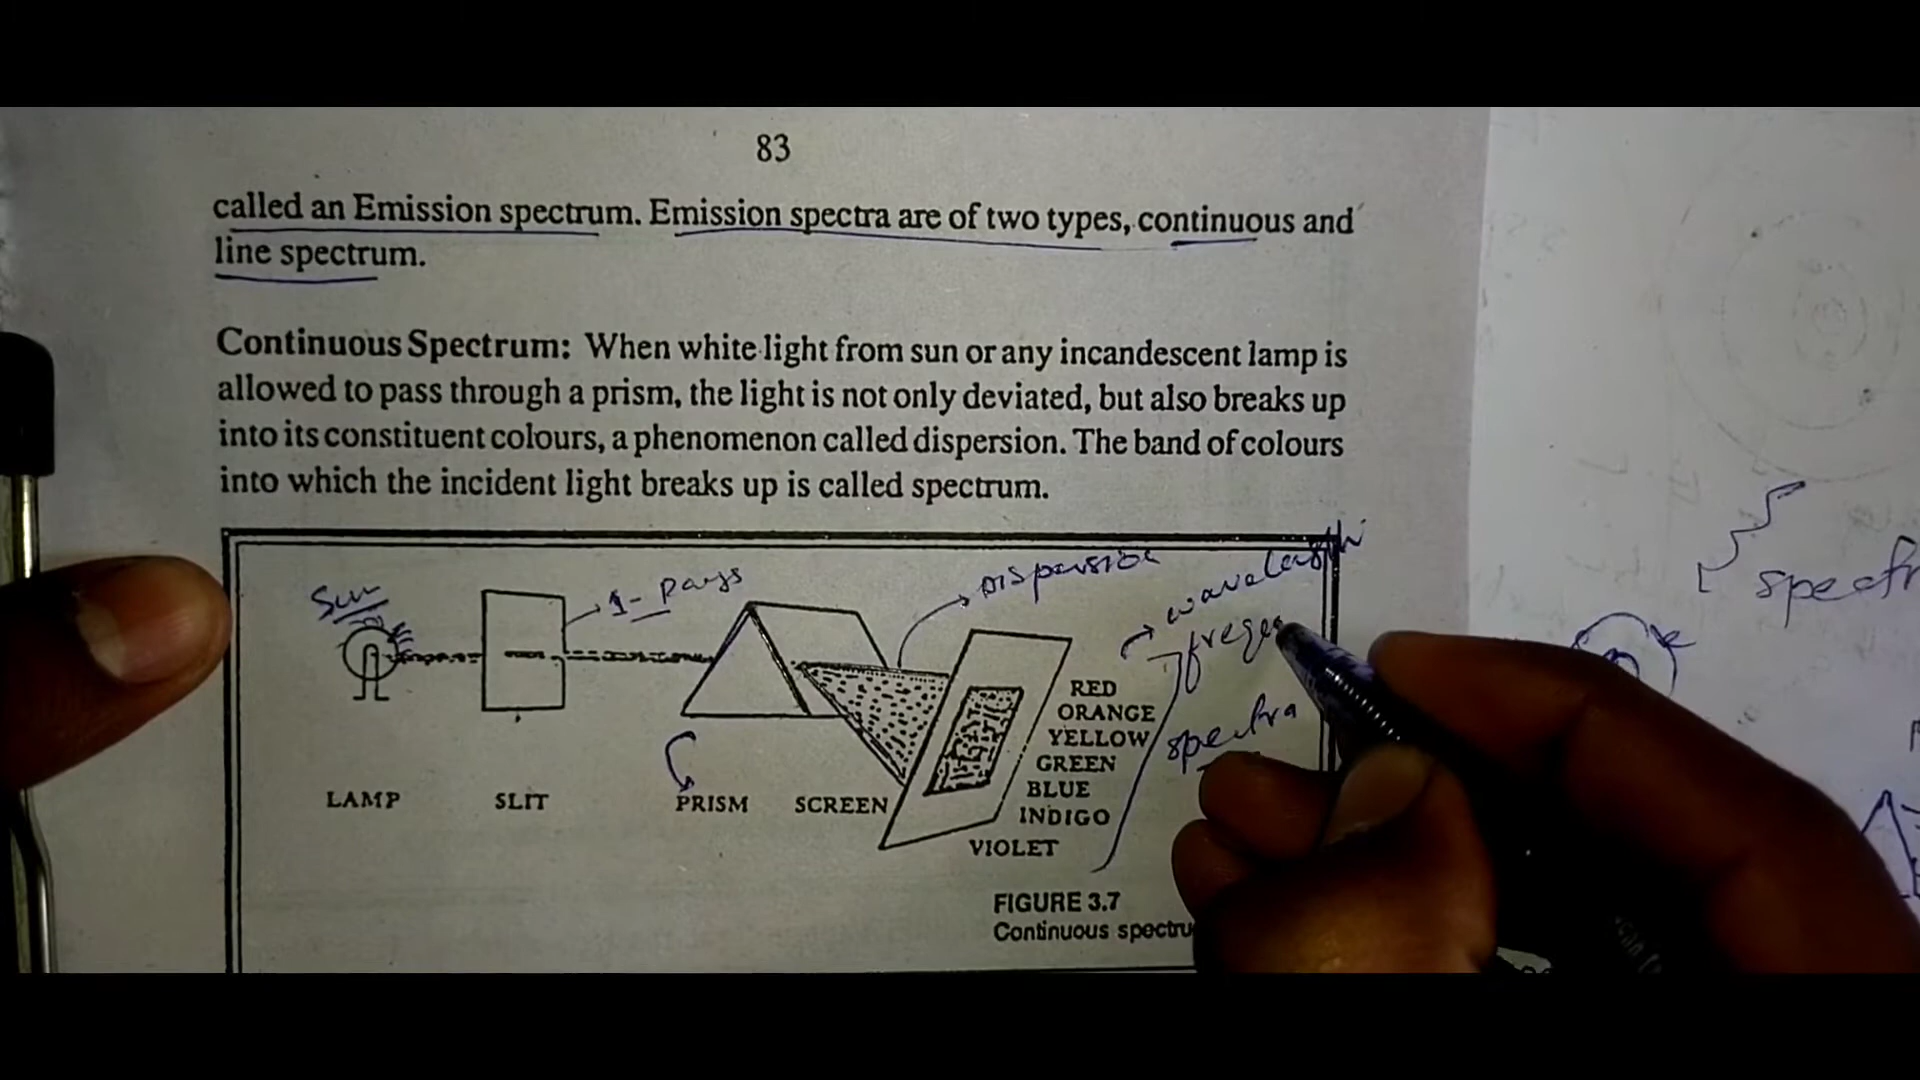 83
called an Emission spectrum. Emission spectra are of two types, continuous and
line spectrum.
Continuous Spectrum: When white light from sun or any incandescent lamp is
allowed to pass through a prism, the light is not only deviated, but also breaks up
into its constituent colours, a phenomenon called dispersion. The band of colours
into which the incident light breaks up is called spectrum.
Sun
1-
wavelength
spectra
RED
ORANGE
YELLOW
GREEN
BLUE
INDIGO
VIOLET
LAMP
SLIT
PRISM
SCREEN
FIGURE 3.7
Continuous